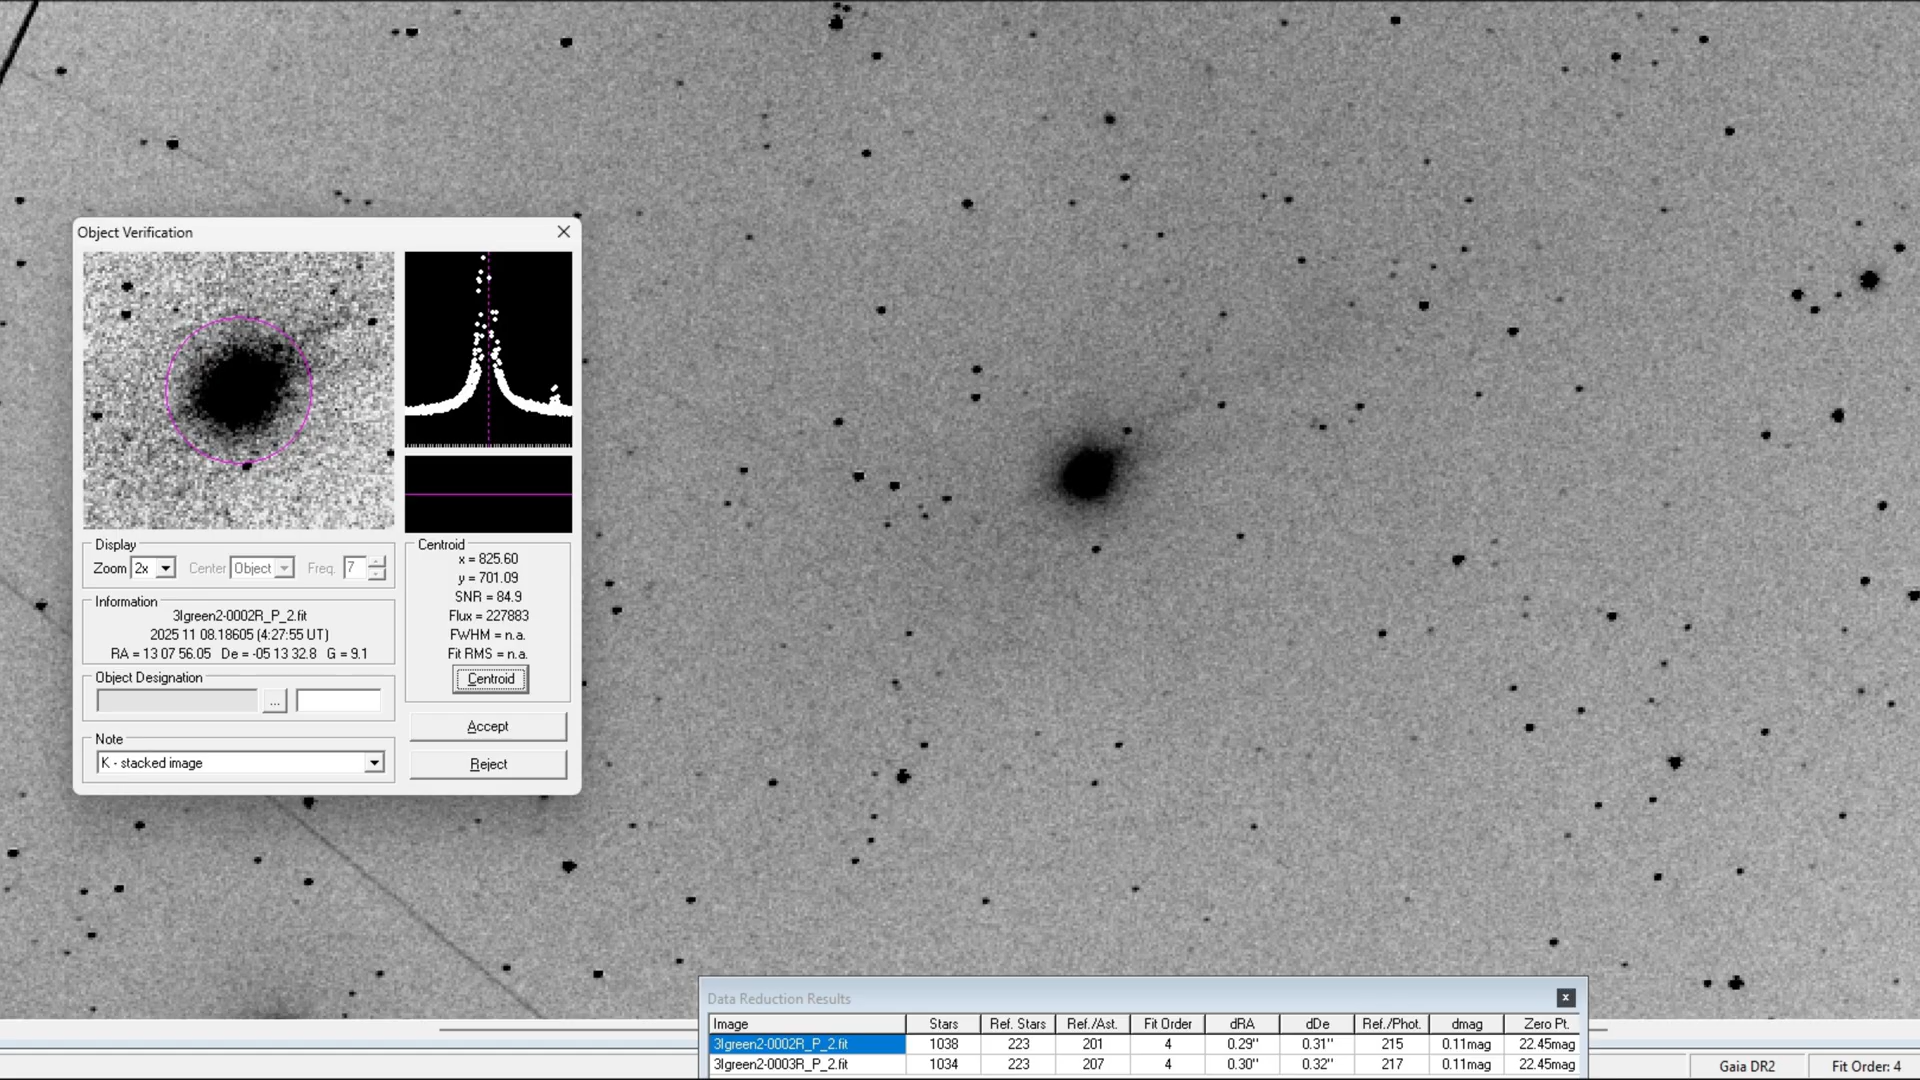 Object Verification
Display
Zoom 2x Center Object Freq. 7
Information
3Igreen2-0002R_P_2.fit
2025 11 08.18605 (4:27:55 UT)
RA = 13 07 56.05 De = -05 13 32.8 G = 9.1
Object Designation
...
Note
K - stacked image
Centroid
x = 825.60
y = 701.09
SNR = 84.9
Flux = 227883
FWHM = n.a.
Fit RMS = n.a.
Centroid
Accept
Reject
Data Reduction Results
x
Image Stars Ref. Stars Ref./Ast. Fit Order dRA dDe Ref./Phot. dmag Zero Pt.
3Igreen2-0002R_P_2.fit 1038 223 201 4 0.29'' 0.31'' 215 0.11mag 22.45mag
3Igreen2-0003R_P_2.fit 1034 223 207 4 0.30'' 0.32'' 217 0.11mag 22.45mag
Gaia DR2 Fit Order: 4